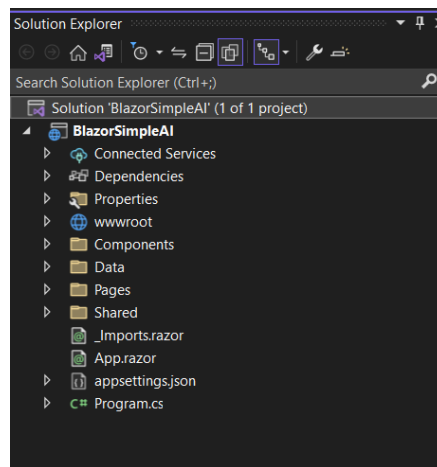 Solution Explorer
Search Solution Explorer (Ctrl+;)
Solution 'BlazorSimpleAI' (1 of 1 project)
BlazorSimpleAI
Connected Services
Dependencies
Properties
wwwroot
Components
Data
Pages
Shared
_Imports.razor
App.razor
appsettings.json
C# Program.cs